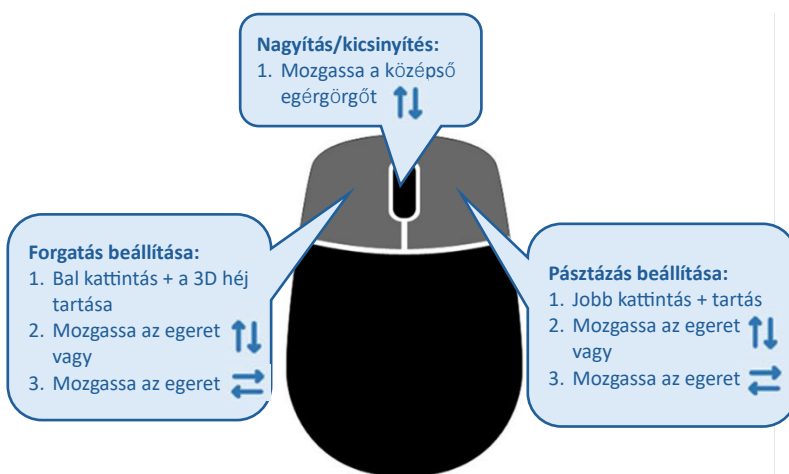 Nagyítás/kicsinyítés:
1. Mozgassa a középső
egérgörgőt
Forgatás beállítása:
1. Bal kattintás + a 3D héj
tartása
2. Mozgassa az egeret
vagy
3. Mozgassa az egeret
Pásztázás beállítása:
1. Jobb kattintás + tartás
2. Mozgassa az egeret
vagy
3. Mozgassa az egeret